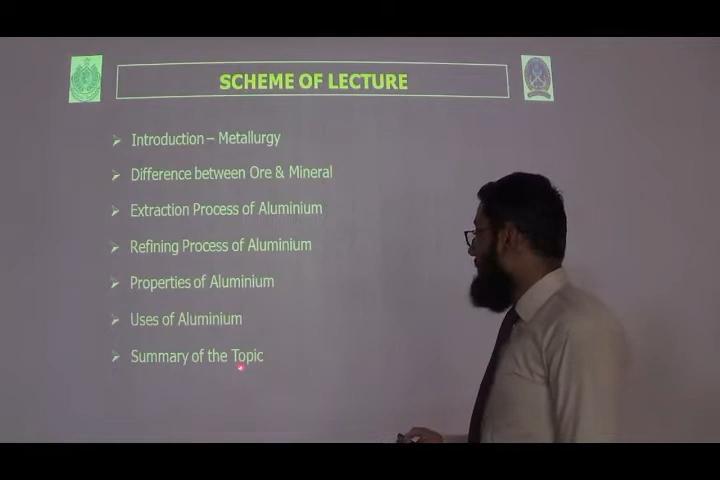 SCHEME OF LECTURE
Introduction – Metallurgy
Difference between Ore & Mineral
Extraction Process of Aluminium
Refining Process of Aluminium
Properties of Aluminium
Uses of Aluminium
Summary of the Topic